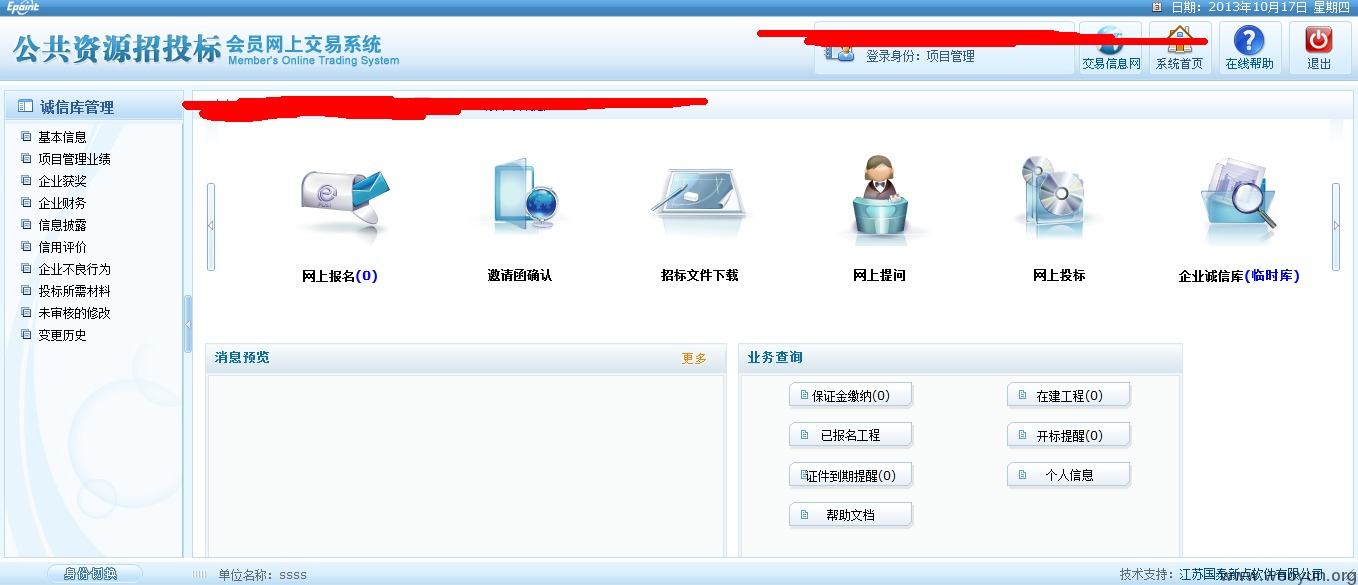 Epoint
日期：2013年10月17日 星期四
公共资源招投标 会员网上交易系统
Member's Online Trading System
登录身份：项目管理
交易信息网
系统首页
在线帮助
退出
诚信库管理
基本信息
项目管理业绩
企业获奖
企业财务
信息披露
信用评价
企业不良行为
投标所需材料
未审核的修改
变更历史
网上报名(0)
邀请函确认
招标文件下载
网上提问
网上投标
企业诚信库(临时库)
消息预览
更多
业务查询
保证金缴纳(0)
在建工程(0)
已报名工程
开标提醒(0)
证件到期提醒(0)
个人信息
帮助文档
身份切换
单位名称：ssss
技术支持：江苏国泰新点软件有限公司
www.wooyun.org